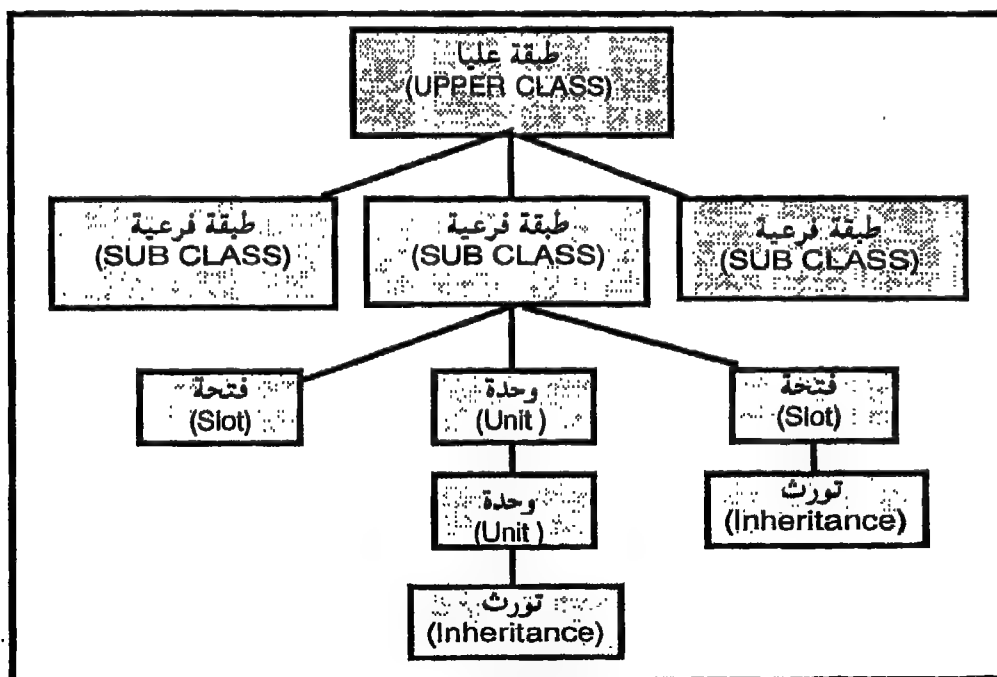 طبقة عليا
(UPPER CLASS)
طبقة فرعية
(SUB CLASS)
طبقة فرعية
(SUB CLASS)
طبقة فرعية
(SUB CLASS)
فتحة
(Slot)
وحدة
(Unit )
فتحة
(Slot)
وحدة
(Unit )
تورث
(Inheritance)
تورث
(Inheritance)